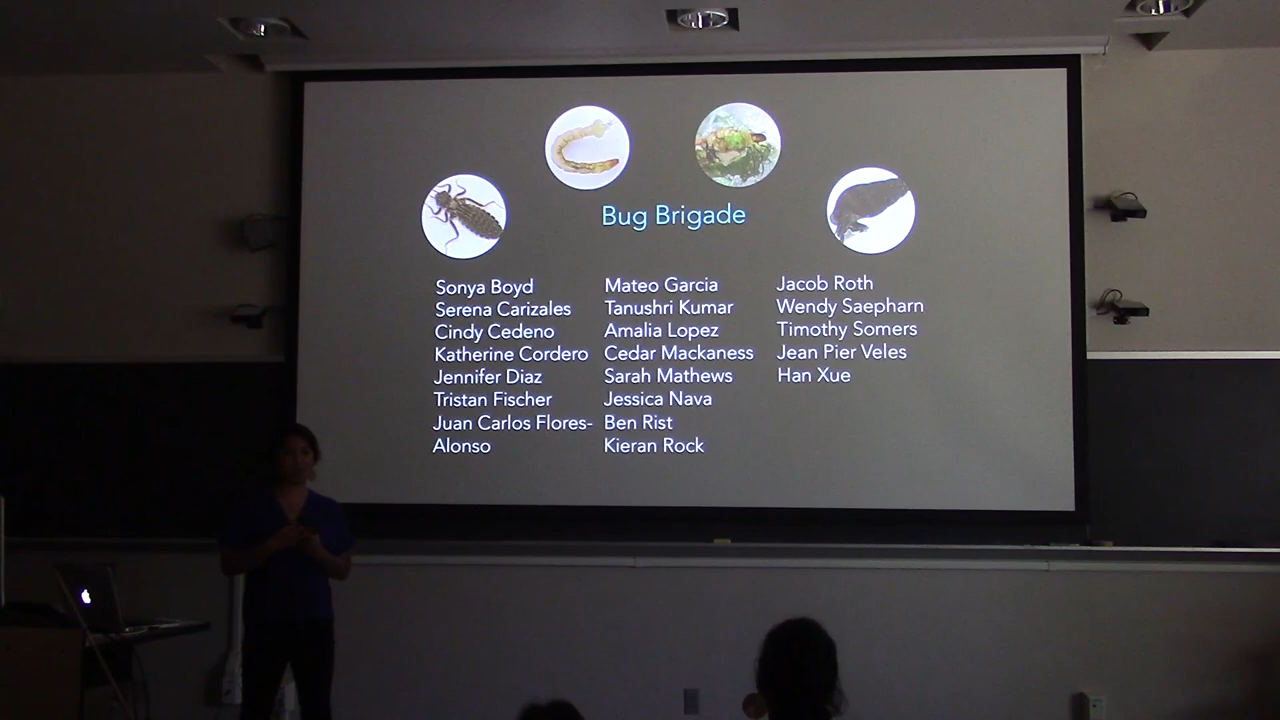 Bug Brigade
Sonya Boyd
Serena Carizales
Cindy Cedeno
Katherine Cordero
Jennifer Diaz
Tristan Fischer
Juan Carlos Flores-
Alonso
Mateo Garcia
Tanushri Kumar
Amalia Lopez
Cedar Mackaness
Sarah Mathews
Jessica Nava
Ben Rist
Kieran Rock
Jacob Roth
Wendy Saepharn
Timothy Somers
Jean Pier Veles
Han Xue